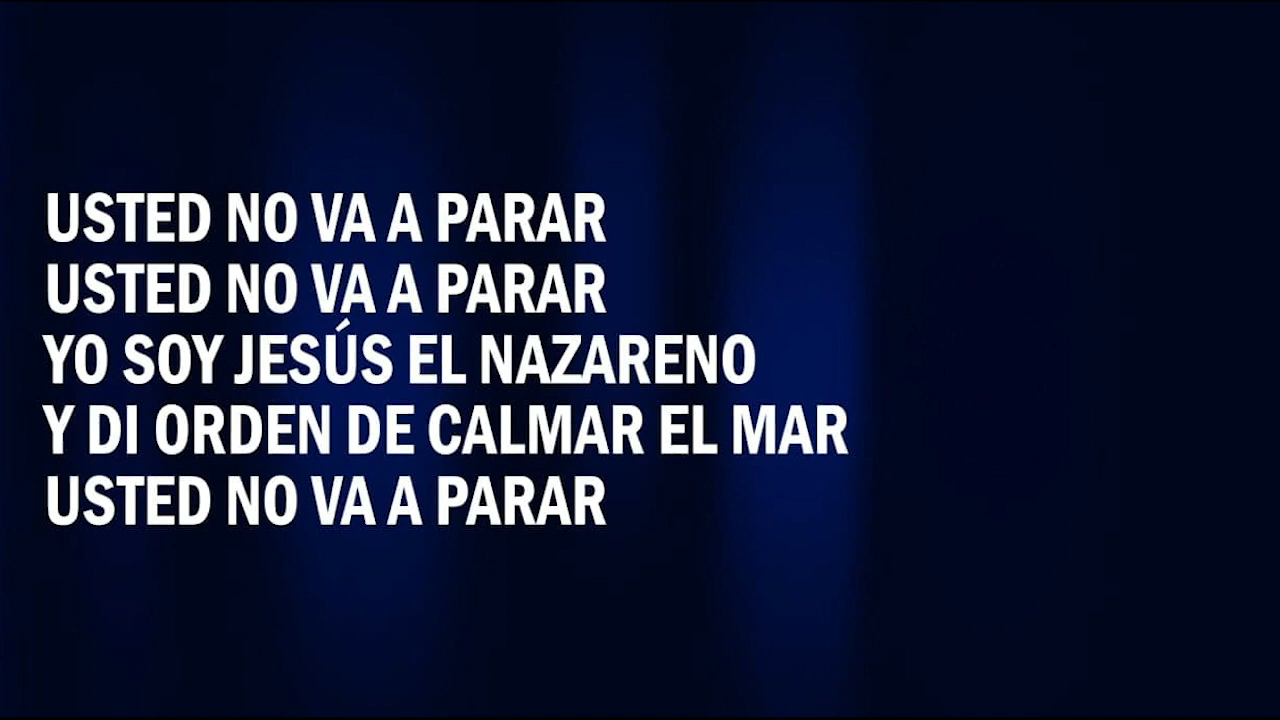 USTED NO VA A PARAR
USTED NO VA A PARAR
YO SOY JESÚS EL NAZARENO
Y DI ORDEN DE CALMAR EL MAR
USTED NO VA A PARAR